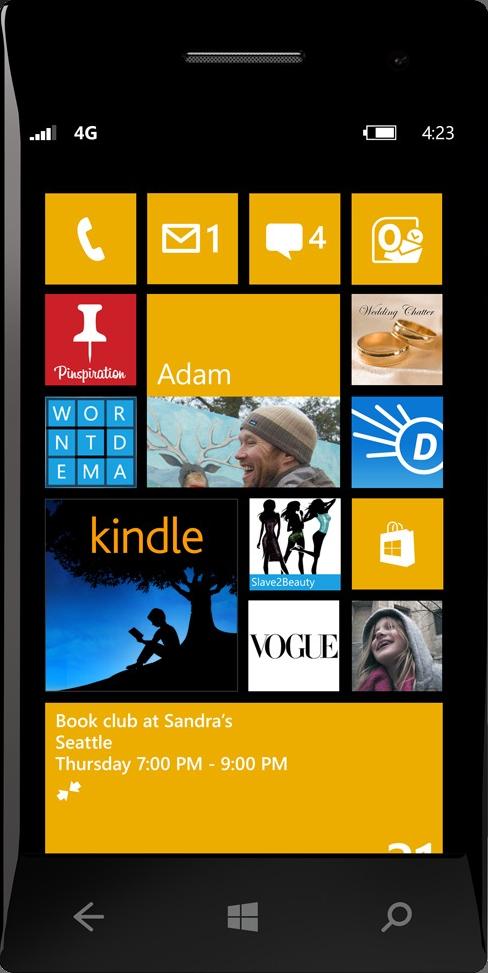 4G
4:23
1
4
O
Pinspiration
Adam
Wedding Chatter
W O R
N T D
E M A
D
kindle
Slave2Beauty
VOGUE
Book club at Sandra's
Seattle
Thursday 7:00 PM - 9:00 PM
21